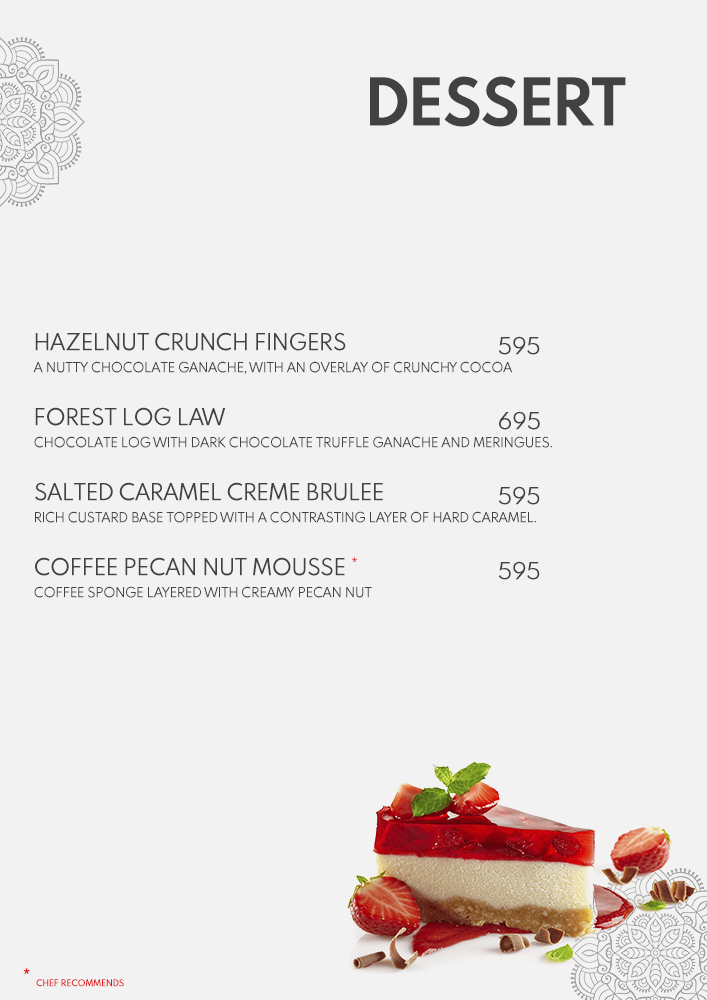 DESSERT
HAZELNUT CRUNCH FINGERS 595
A NUTTY CHOCOLATE GANACHE, WITH AN OVERLAY OF CRUNCHY COCOA
FOREST LOG LAW 695
CHOCOLATE LOG WITH DARK CHOCOLATE TRUFFLE GANACHE AND MERINGUES.
SALTED CARAMEL CREME BRULEE 595
RICH CUSTARD BASE TOPPED WITH A CONTRASTING LAYER OF HARD CARAMEL.
COFFEE PECAN NUT MOUSSE * 595
COFFEE SPONGE LAYERED WITH CREAMY PECAN NUT
* CHEF RECOMMENDS